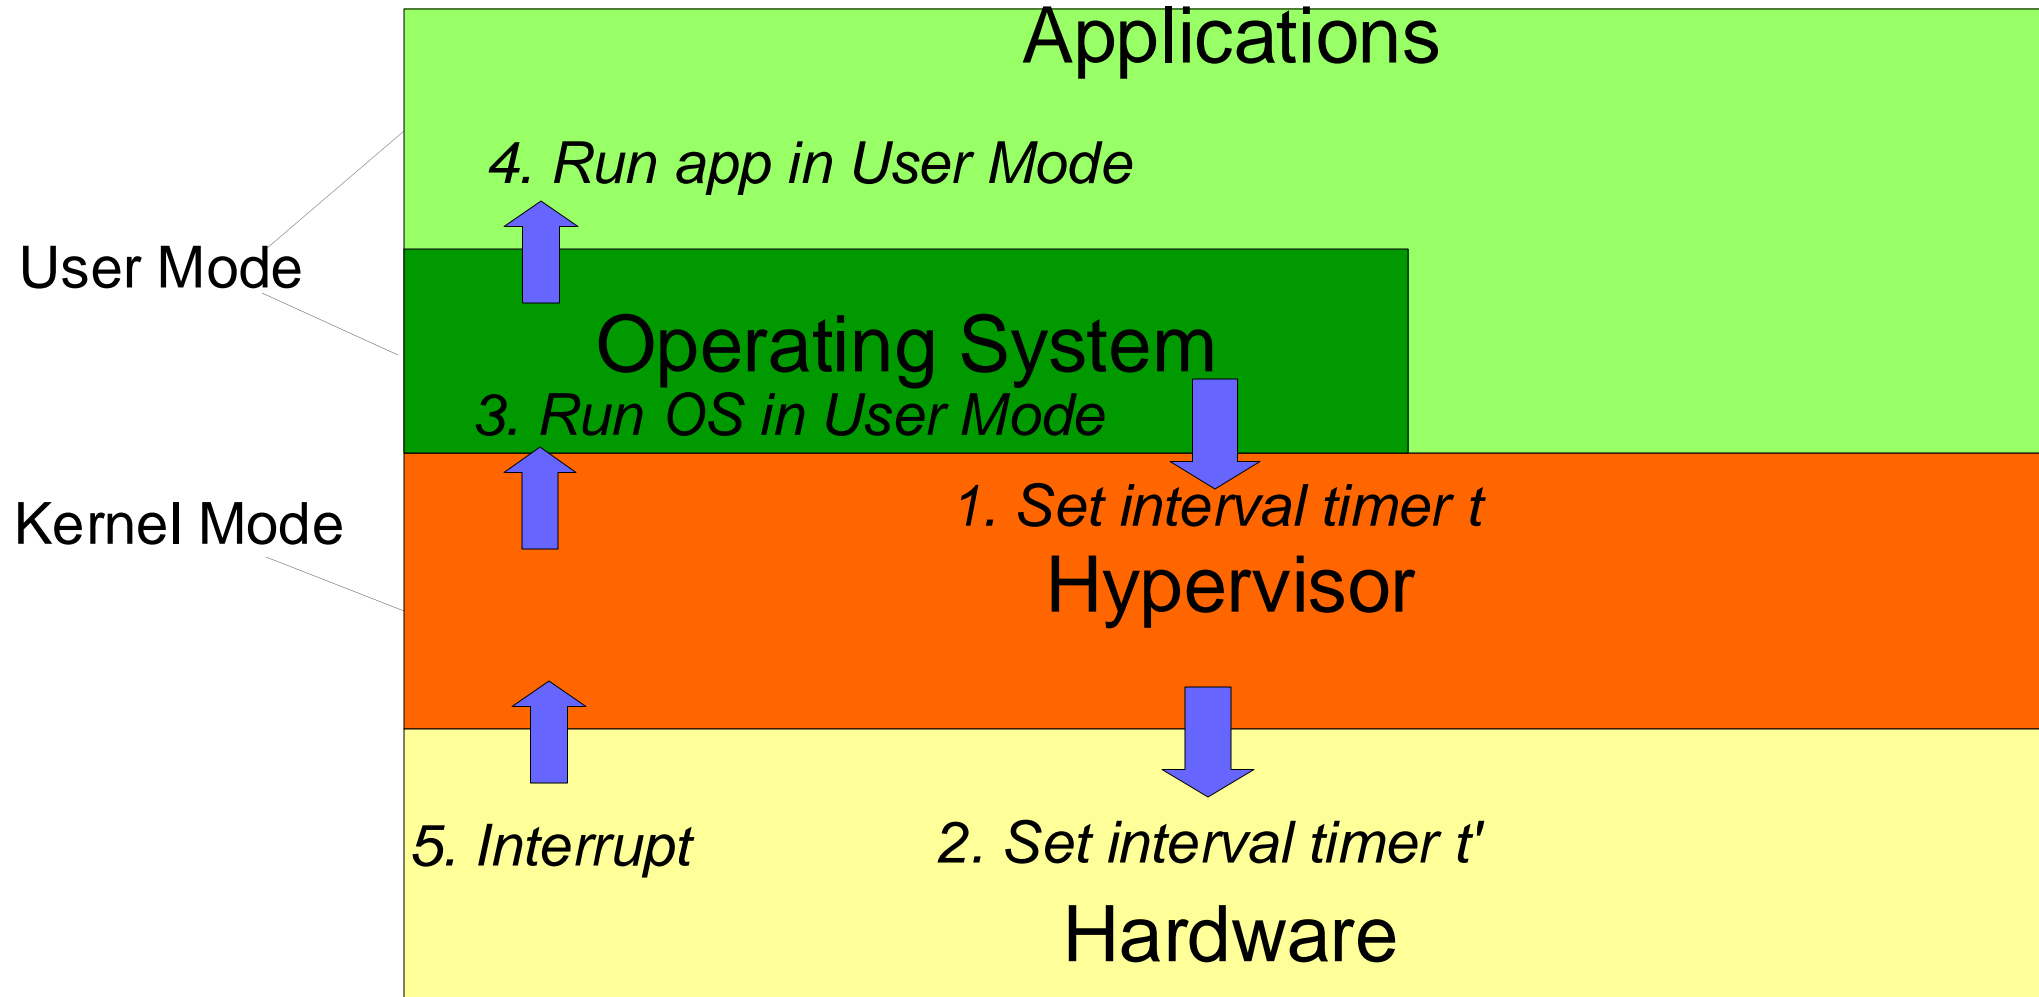 Applications
4. Run app in User Mode
User Mode
Operating System
3. Run OS in User Mode
Kernel Mode
1. Set interval timer t
Hypervisor
5. Interrupt
2. Set interval timer t'
Hardware